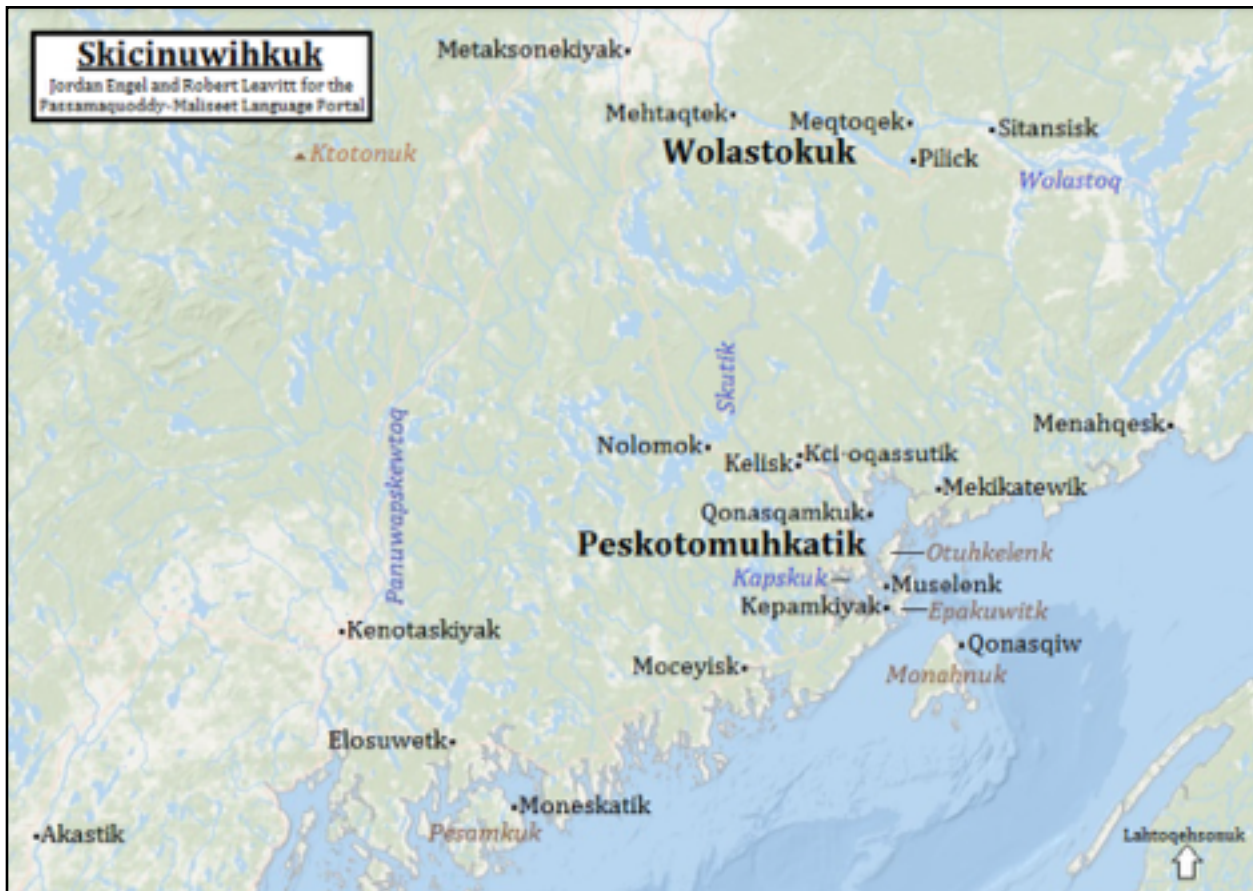 Skicinuwihkuk
Jordan Engel and Robert Leavitt for the
Passamaquoddy-Maliseet Language Portal
Metaksonekiyak
Mehtaqtek
Meqtoqek
Sitansisk
Wolastokuk
Ktotonuk
Pilick
Wolastoq
Skutik
Panuwapskewtoq
Menahqesk
Nolomok
Kci-oqassutik
Kelisk
Mekikatewik
Qonasqamkuk
Peskotomuhkatik
Otuhkelenk
Kapskuk
Muselenk
Kepamkiyak
Epakuwitk
Kenotaskiyak
Qonasqiw
Moceyisk
Monahnuk
Elosuwetk
Moneskatik
Pesamkuk
Akastik
Lahtoqehsonuk